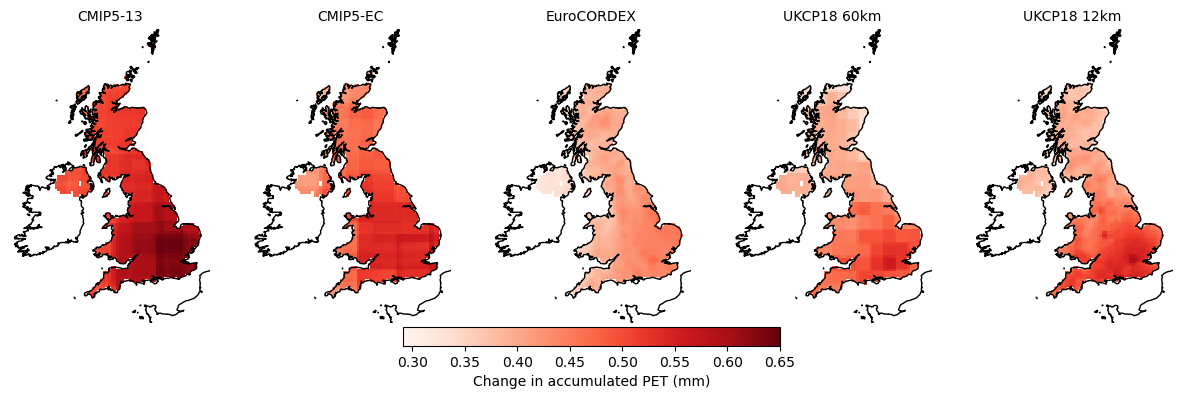 CMIP5-13 CMIP5-EC EuroCORDEX UKCP18 60km UKCP18 12km
0.30 0.35 0.40 0.45 0.50 0.55 0.60 0.65
Change in accumulated PET (mm)